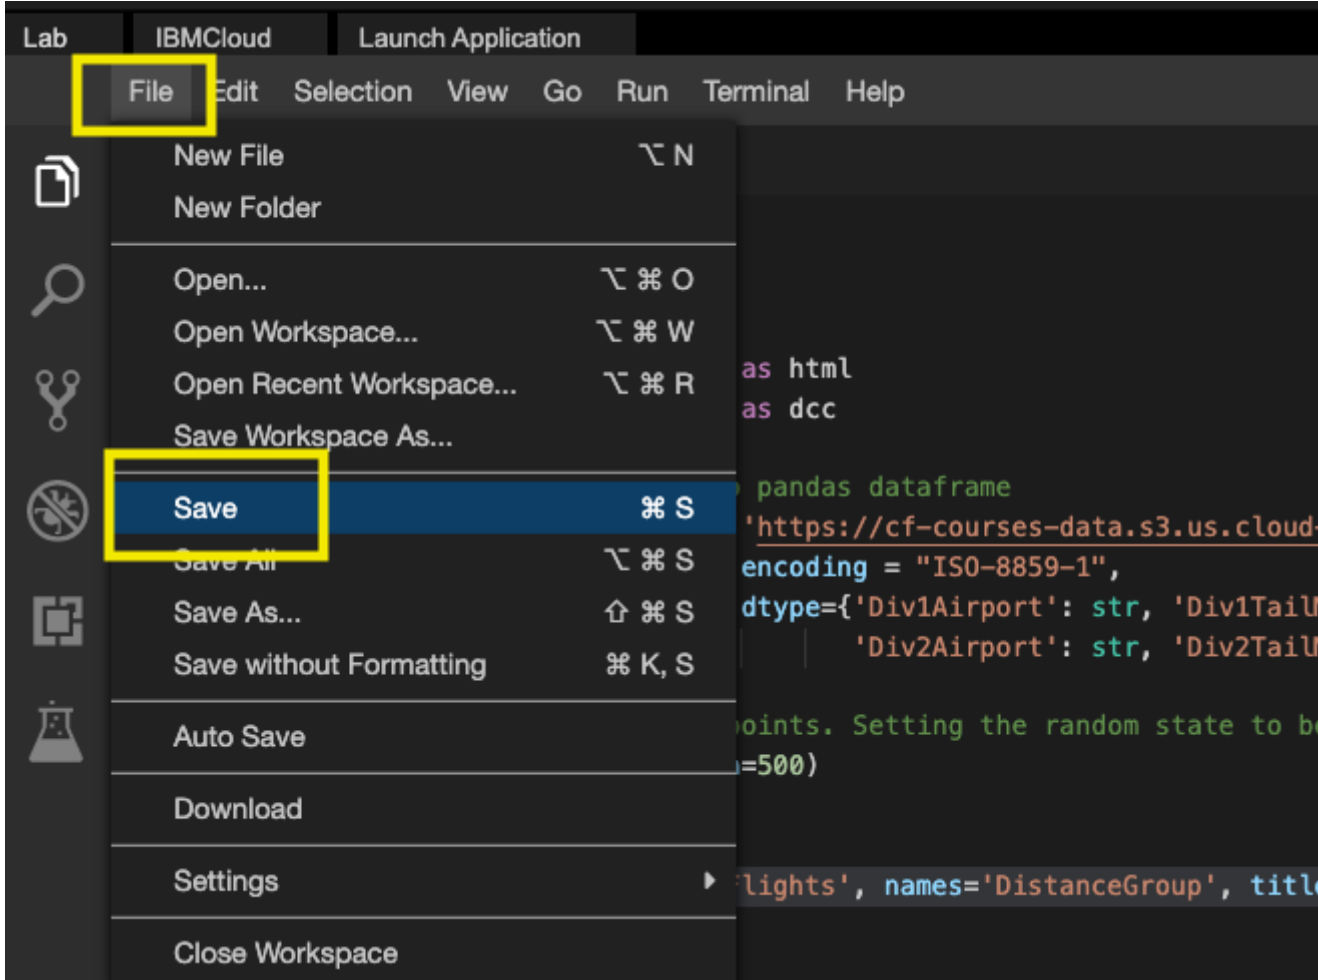 Lab IBMCloud Launch Application
File Edit Selection View Go Run Terminal Help
New File ⌥ N
New Folder
Open... ⌥ ⌘ O
Open Workspace... ⌥ ⌘ W
Open Recent Workspace... ⌥ ⌘ R
Save Workspace As...
Save ⌘ S
Save All ⌥ ⌘ S
Save As... ⇧ ⌘ S
Save without Formatting ⌘ K, S
Auto Save
Download
Settings
Close Workspace
as html
as dcc
pandas dataframe
'https://cf-courses-data.s3.us.cloud-
encoding = "ISO-8859-1",
dtype={'Div1Airport': str, 'Div1Tail
'Div2Airport': str, 'Div2Tail
oints. Setting the random state to b
=500)
lights', names='DistanceGroup', titl